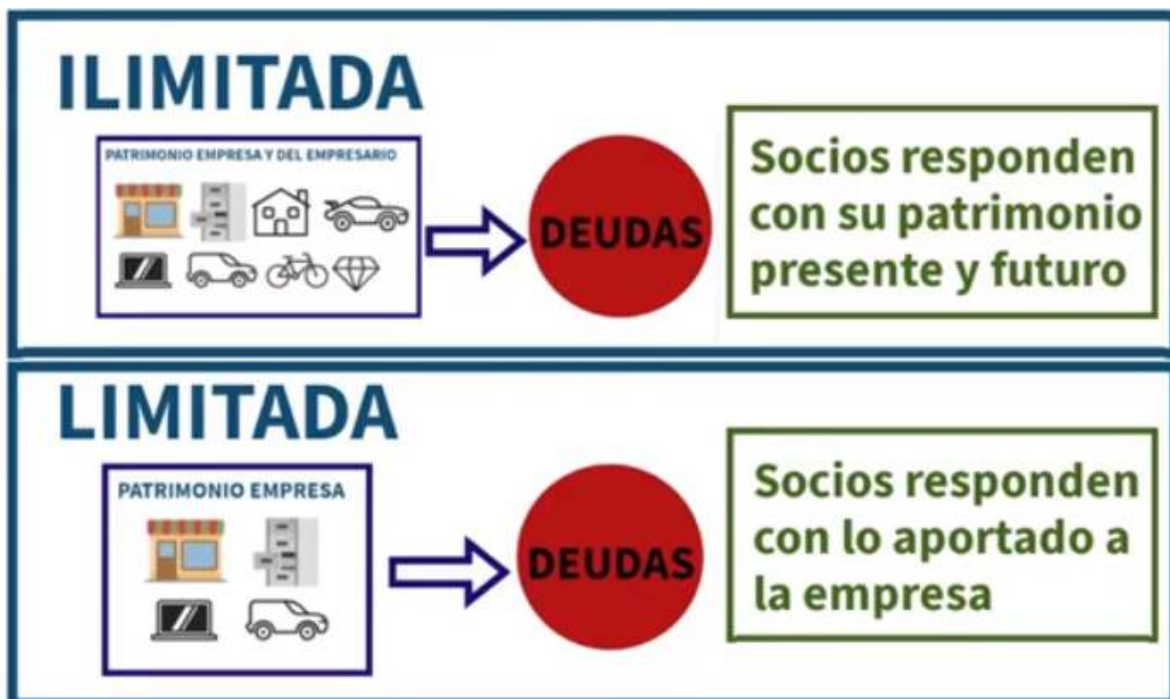 ILIMITADA
PATRIMONIO EMPRESA Y DEL EMPRESARIO
DEUDAS
Socios responden
con su patrimonio
presente y futuro
LIMITADA
PATRIMONIO EMPRESA
DEUDAS
Socios responden
con lo aportado a
la empresa